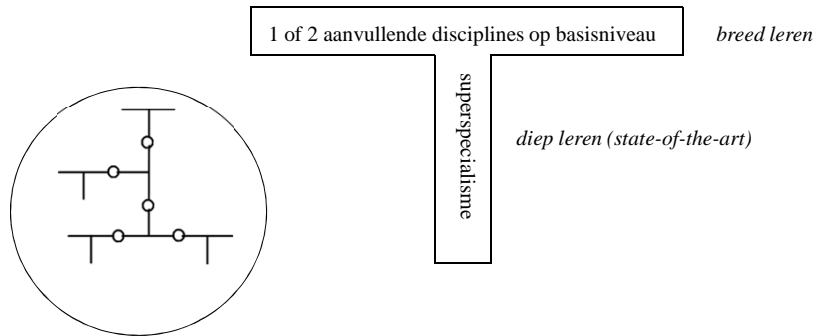 1 of 2 aanvullende disciplines op basisniveau
breed leren
superspecialisme
diep leren (state-of-the-art)